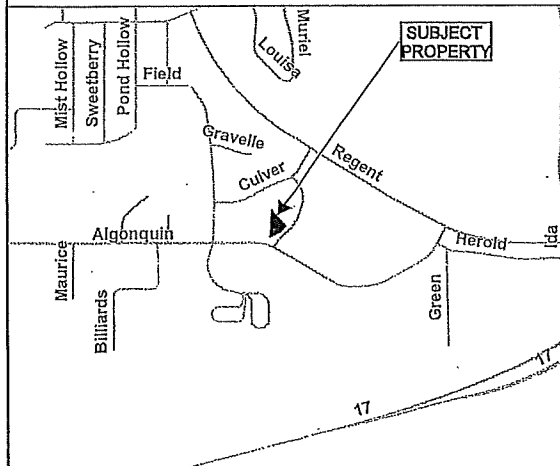 Muriel
Louisa
SUBJECT
PROPERTY
Mist Hollow
Sweetberry
Pond Hollow
Field
Gravelle
Culver
Regent
Algonquin
Herold
Ida
Maurice
Billiards
Green
17
17